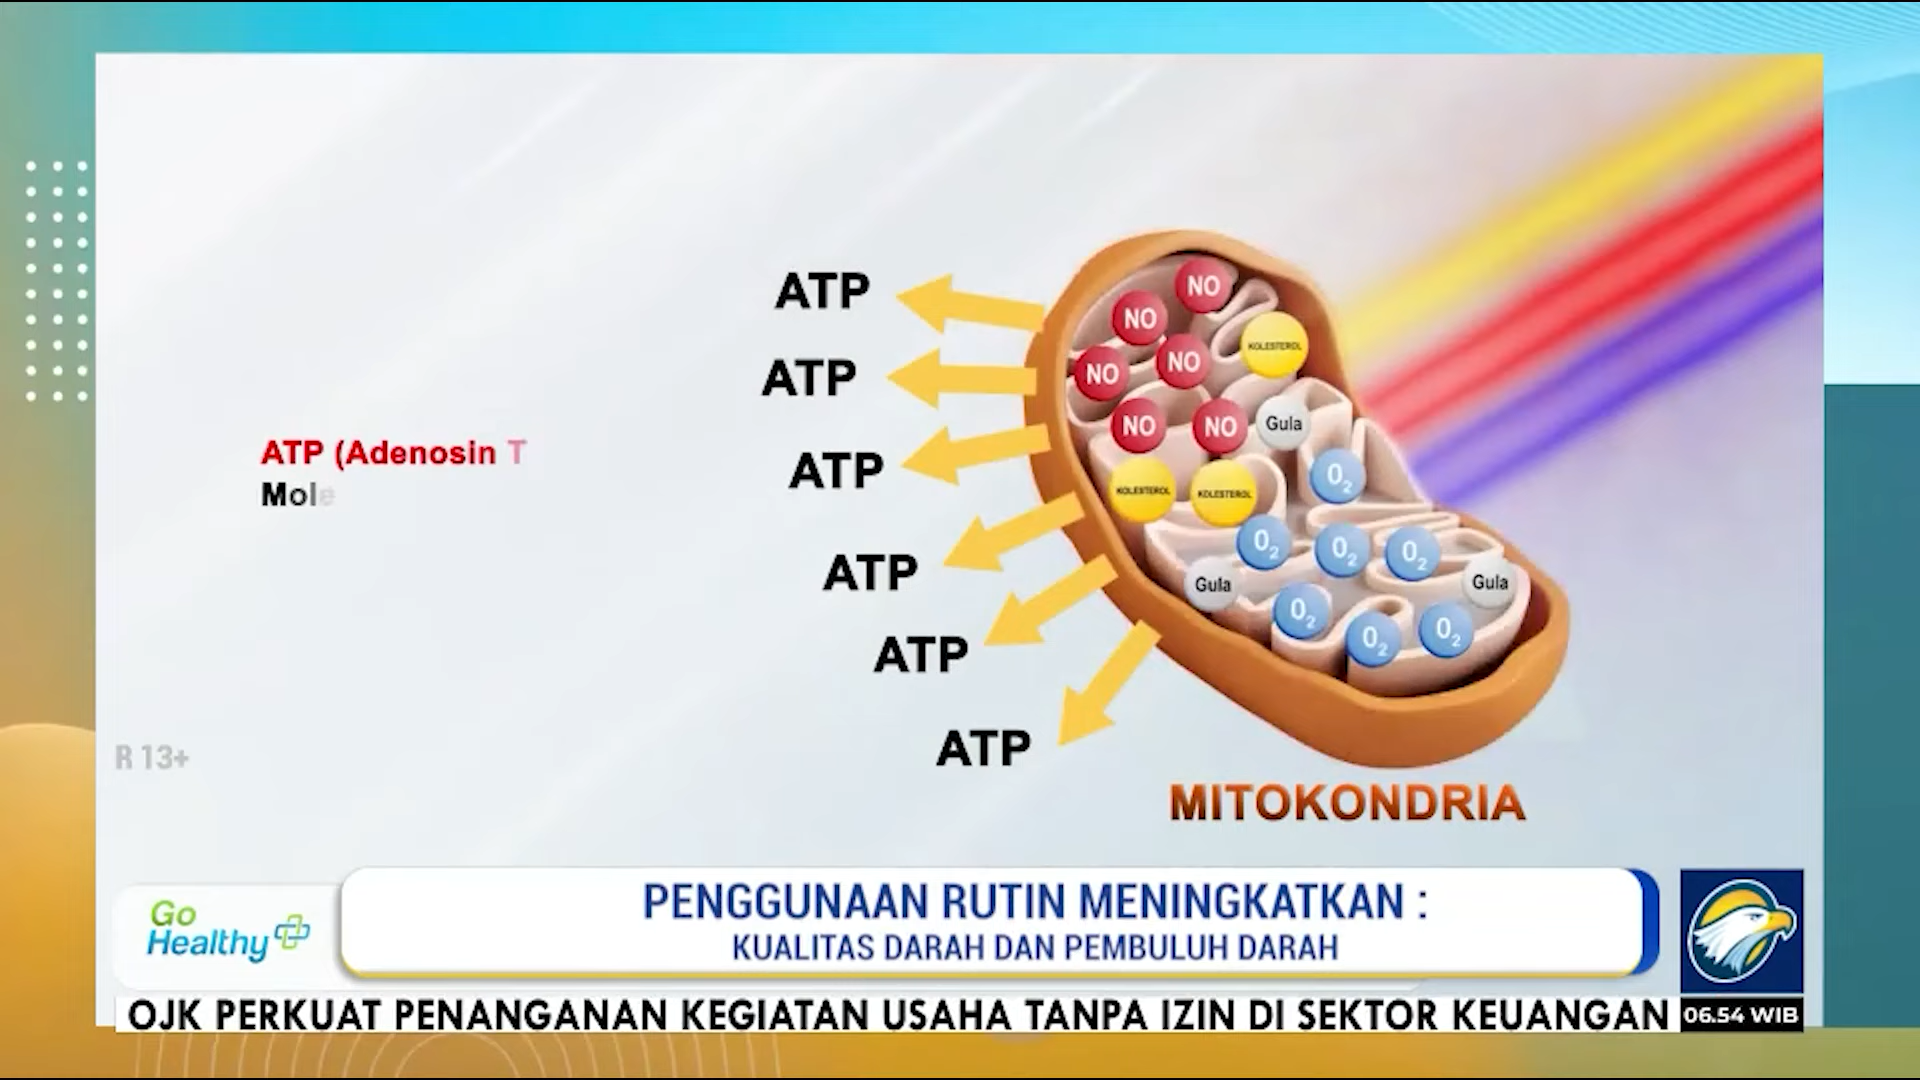 ATP
ATP
ATP
ATP
ATP
ATP
ATP (Adenosin T
Mole
NO
NO
NO
NO
NO
NO
KOLESTEROL
Gula
KOLESTEROL
KOLESTEROL
O2
O2
O2
O2
Gula
Gula
O2
O2
O2
MITOKONDRIA
R 13+
Go
Healthy
PENGGUNAAN RUTIN MENINGKATKAN :
KUALITAS DARAH DAN PEMBULUH DARAH
OJK PERKUAT PENANGANAN KEGIATAN USAHA TANPA IZIN DI SEKTOR KEUANGAN
06.54 WIB